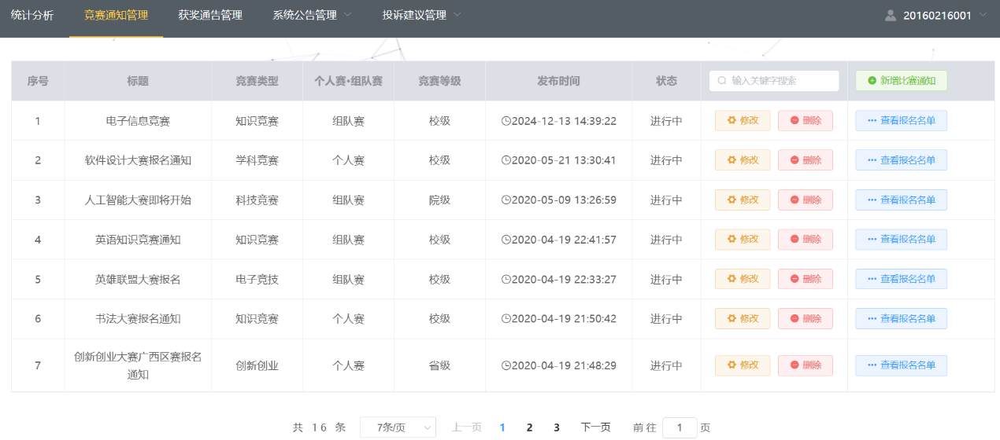 统计分析 竞赛通知管理 获奖通告管理 系统公告管理 投诉建议管理 20160216001
序号 标题 竞赛类型 个人赛•组队赛 竞赛等级 发布时间 状态 输入关键字搜索 新增比赛通知
1 电子信息竞赛 知识竞赛 组队赛 校级 2024-12-13 14:39:22 进行中 修改 删除 查看报名名单
2 软件设计大赛报名通知 学科竞赛 个人赛 校级 2020-05-21 13:30:41 进行中 修改 删除 查看报名名单
3 人工智能大赛即将开始 科技竞赛 组队赛 院级 2020-05-09 13:26:59 进行中 修改 删除 查看报名名单
4 英语知识竞赛通知 知识竞赛 组队赛 校级 2020-04-19 22:41:57 进行中 修改 删除 查看报名名单
5 英雄联盟大赛报名 电子竞技 组队赛 校级 2020-04-19 22:33:27 进行中 修改 删除 查看报名名单
6 书法大赛报名通知 知识竞赛 个人赛 校级 2020-04-19 21:50:42 进行中 修改 删除 查看报名名单
7 创新创业大赛广西区赛报名
通知 创新创业 个人赛 省级 2020-04-19 21:48:29 进行中 修改 删除 查看报名名单
共 16 条 7条/页 上一页 1 2 3 下一页 前往 1 页